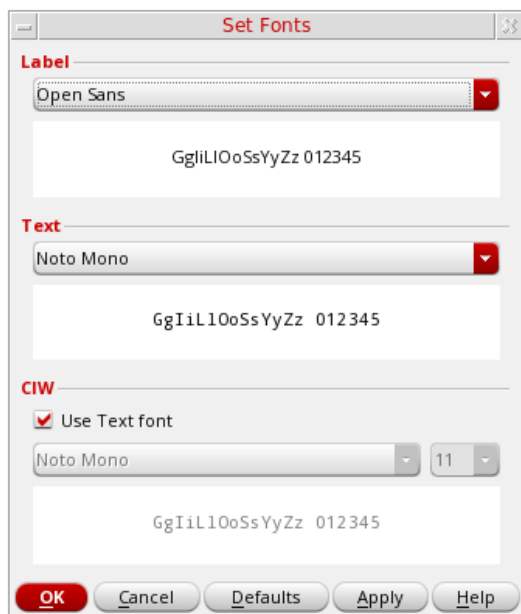 Set Fonts
Label
Open Sans
GgIiLlOoSsYyZz 012345
Text
Noto Mono
GgIiLlOoSsYyZz 012345
CIW
Use Text font
Noto Mono 11
GgIiLlOoSsYyZz 012345
OK Cancel Defaults Apply Help